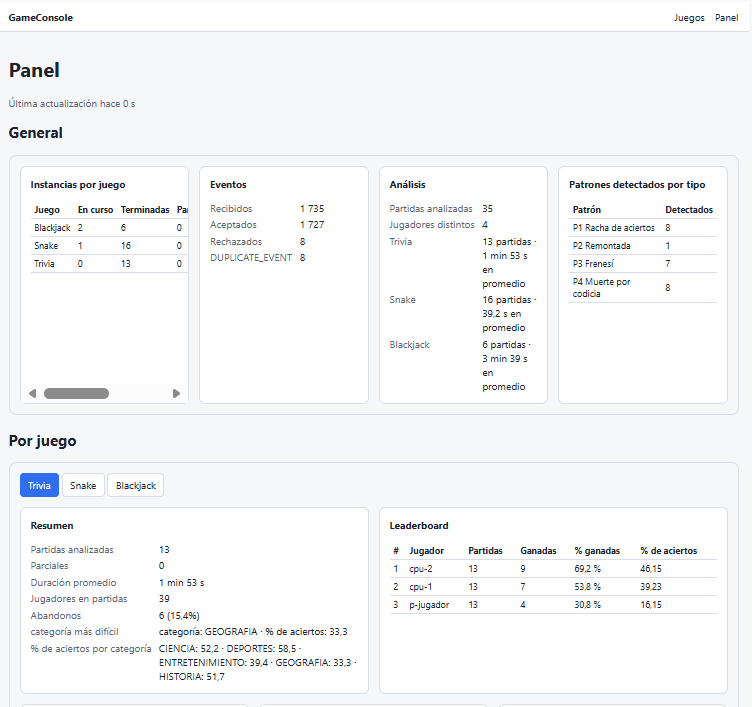 GameConsole
Juegos Panel
Panel
Última actualización hace 0 s
General
Instancias por juego
Juego En curso Terminadas
Blackjack 2 6 0
Snake 1 16 0
Trivia 0 13 0
Eventos
Recibidos 1 735
Aceptados 1 727
Rechazados 8
DUPLICATE_EVENT 8
Análisis
Partidas analizadas 35
Jugadores distintos 4
Trivia 13 partidas ·
1 min 53 s
en
promedio
Snake 16 partidas ·
39,2 s en
promedio
Blackjack 6 partidas ·
3 min 39 s
en
promedio
Patrones detectados por tipo
Patrón Detectados
P1 Racha de aciertos 8
P2 Remontada 1
P3 Frenesí 7
P4 Muerte por
codicia 8
Por juego
Trivia Snake Blackjack
Resumen
Partidas analizadas 13
Parciales 0
Duración promedio 1 min 53 s
Jugadores en partidas 39
Abandonos 6 (15,4%)
categoría más difícil categoría: GEOGRAFIA · % de aciertos: 33,3
% de aciertos por categoría CIENCIA: 52,2 · DEPORTES: 58,5 ·
ENTRETENIMIENTO: 39,4 · GEOGRAFIA: 33,3 ·
HISTORIA: 51,7
Leaderboard
# Jugador Partidas Ganadas % ganadas % de aciertos
1 cpu-2 13 9 69,2 % 46,15
2 cpu-1 13 7 53,8 % 39,23
3 p-jugador 13 4 30,8 % 16,15